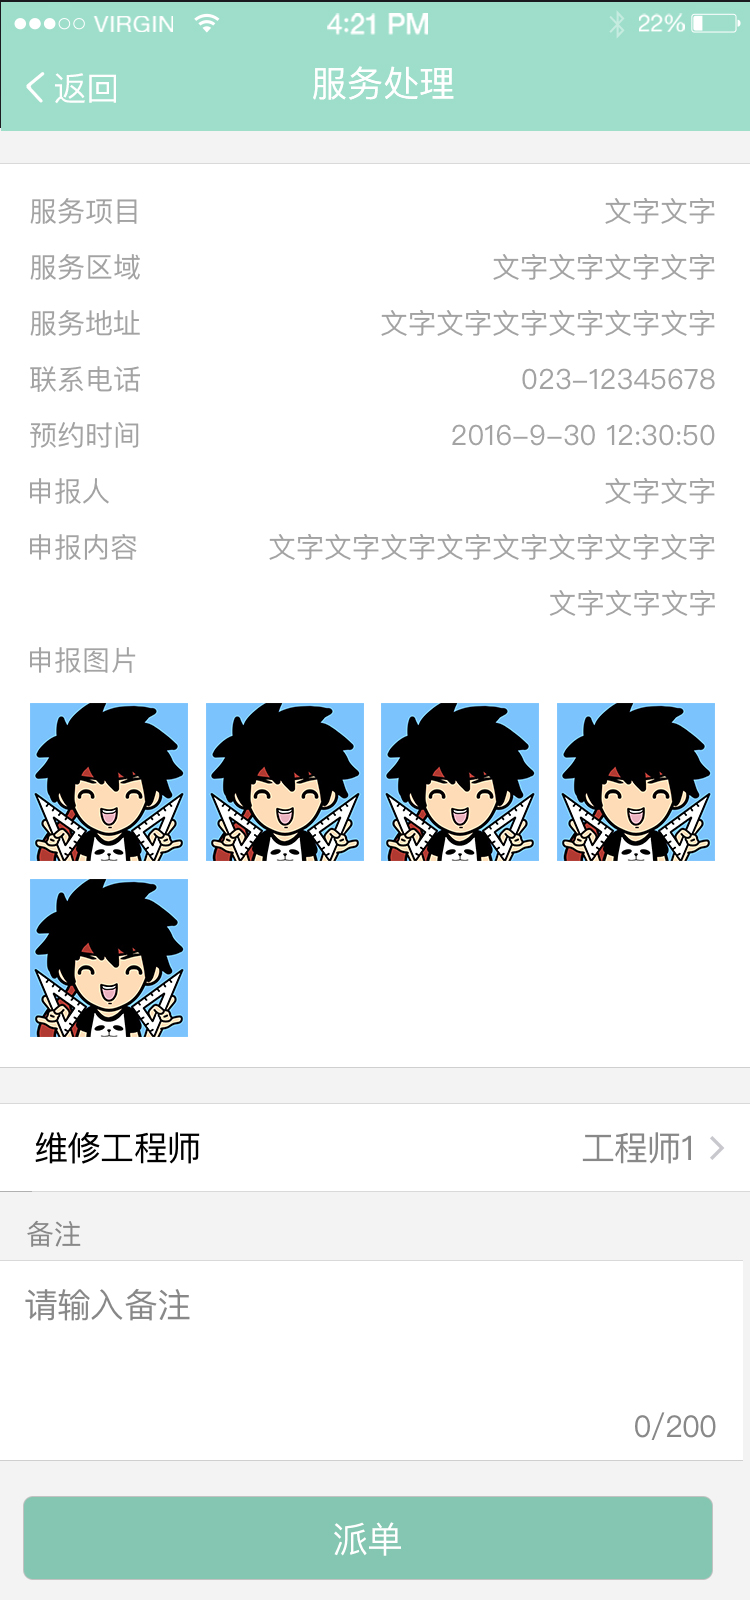 VIRGIN 4:21 PM 22%
返回 服务处理
服务项目 文字文字
服务区域 文字文字文字文字
服务地址 文字文字文字文字文字文字
联系电话 023-12345678
预约时间 2016-9-30 12:30:50
申报人 文字文字
申报内容 文字文字文字文字文字文字文字文字
文字文字文字
申报图片
维修工程师 工程师1
备注
请输入备注
0/200
派单